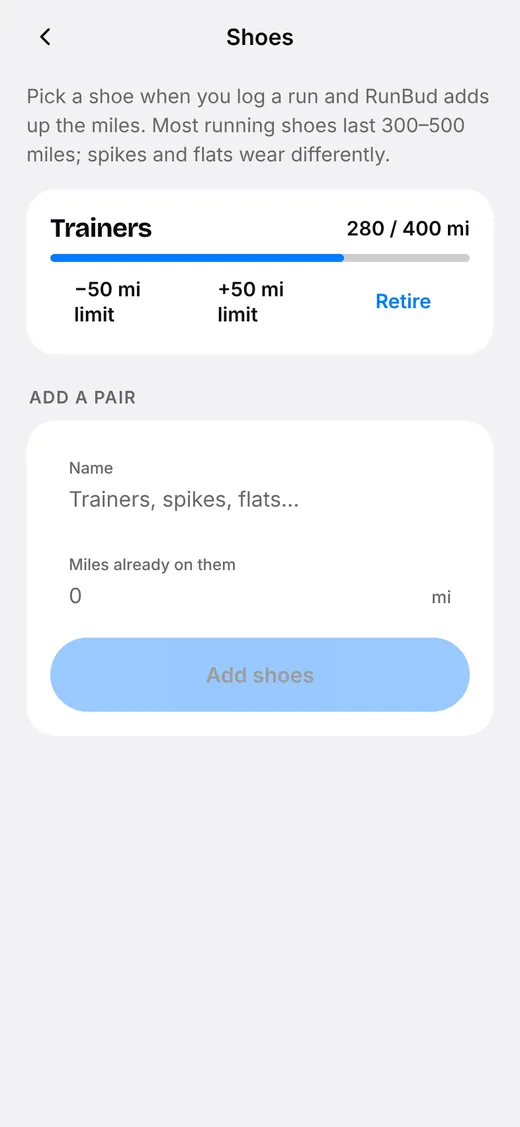 Shoes
Pick a shoe when you log a run and RunBud adds
up the miles. Most running shoes last 300–500
miles; spikes and flats wear differently.
Trainers 280 / 400 mi
−50 mi limit
+50 mi limit
Retire
ADD A PAIR
Name
Trainers, spikes, flats...
Miles already on them
0 mi
Add shoes